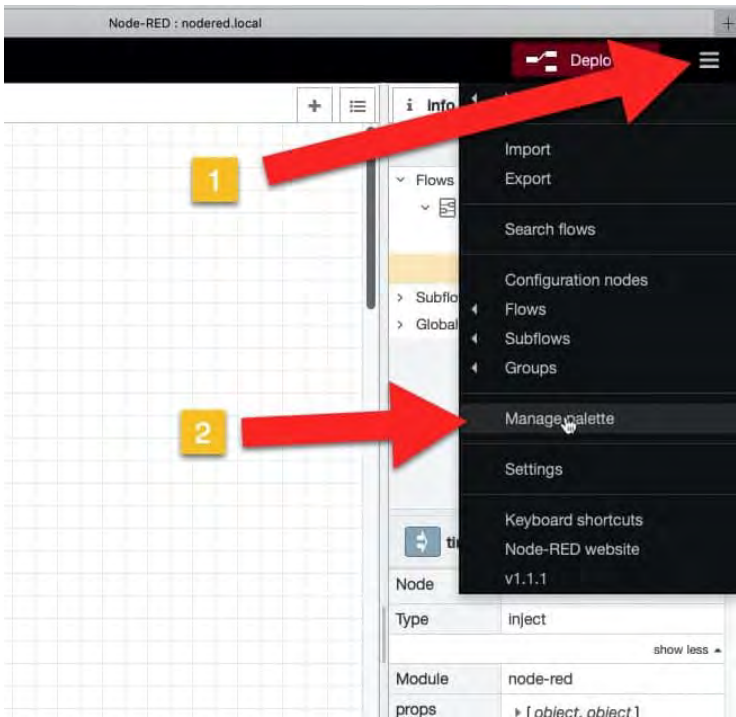 Node-RED : nodered.local
+
Deplo
+
i Info
1
Import
Flows
Export
Search flows
Configuration nodes
Subflo
Flows
Global
Subflows
Groups
2
Manage palette
Settings
Keyboard shortcuts
Node-RED website
v1.1.1
Node
Type inject
show less
Module node-red
props [ object, object ]